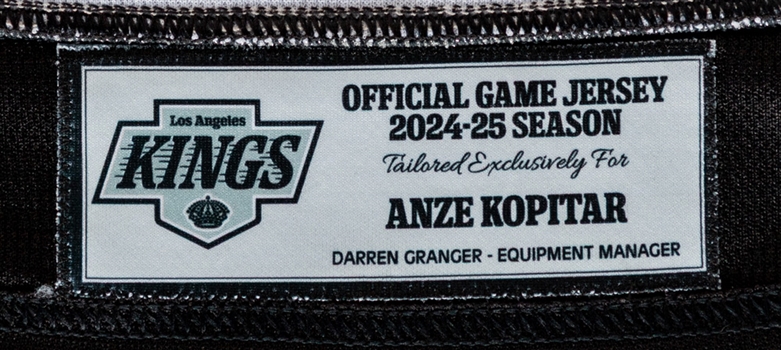 Los Angeles
KINGS
OFFICIAL GAME JERSEY
2024-25 SEASON
Tailored Exclusively For
ANZE KOPITAR
DARREN GRANGER - EQUIPMENT MANAGER